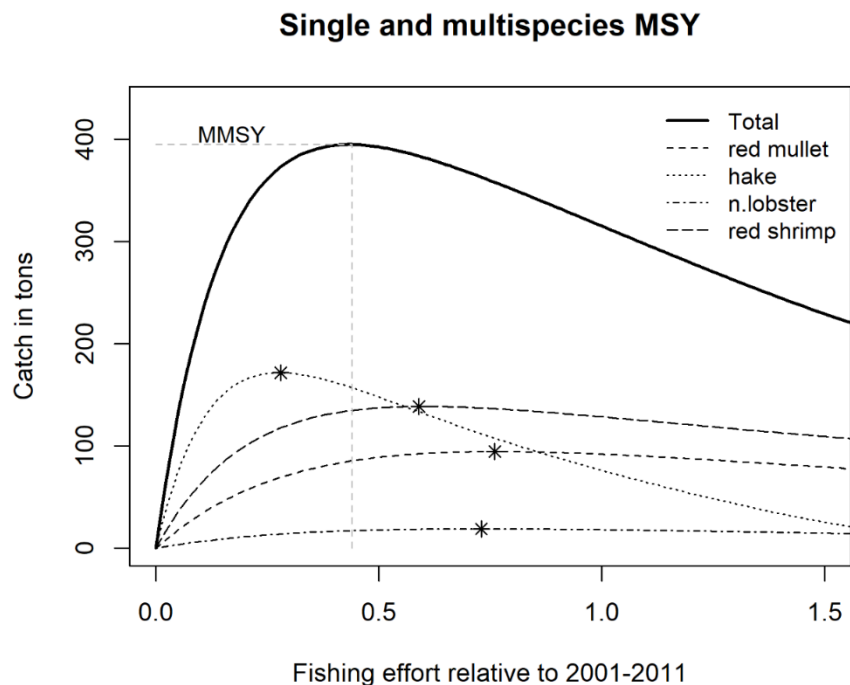 Single and multispecies MSY
MMSY
Total
red mullet
hake
n.lobster
red shrimp
Catch in tons
400
300
200
100
0
0.0
0.5
1.0
1.5
Fishing effort relative to 2001-2011